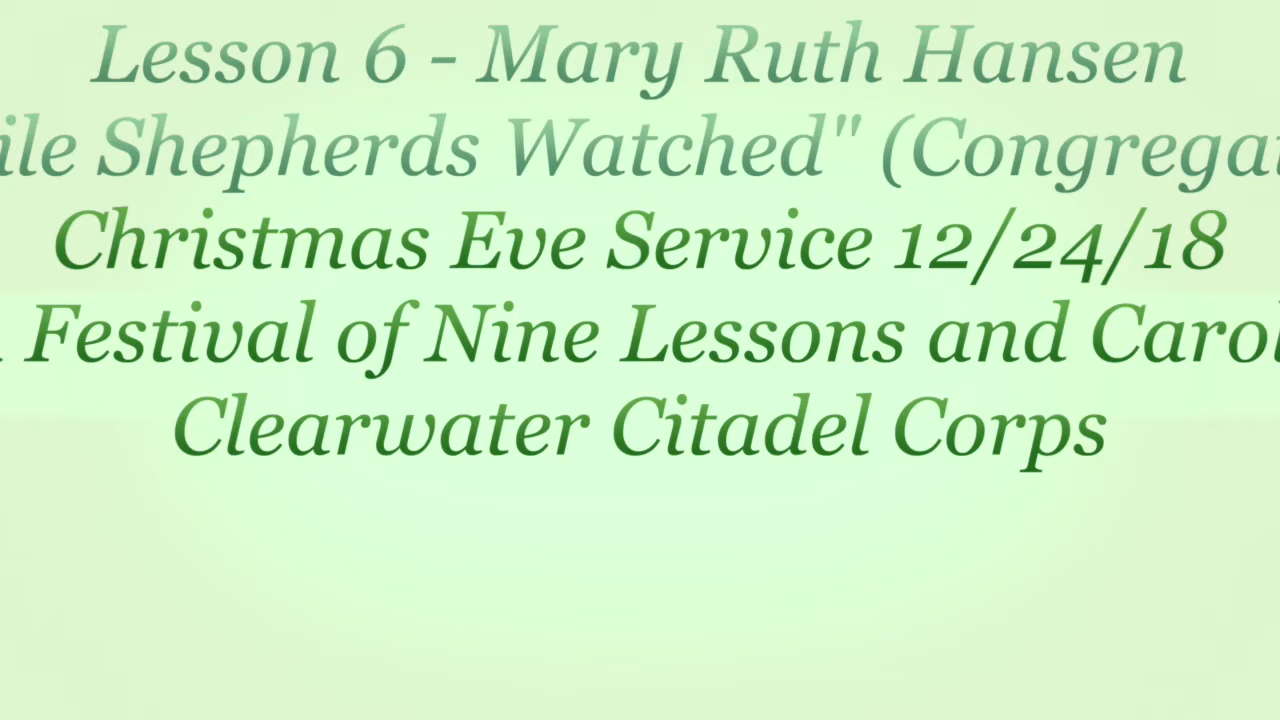 Lesson 6 - Mary Ruth Hansen
ile Shepherds Watched" (Congregat
Christmas Eve Service 12/24/18
Festival of Nine Lessons and Carol
Clearwater Citadel Corps